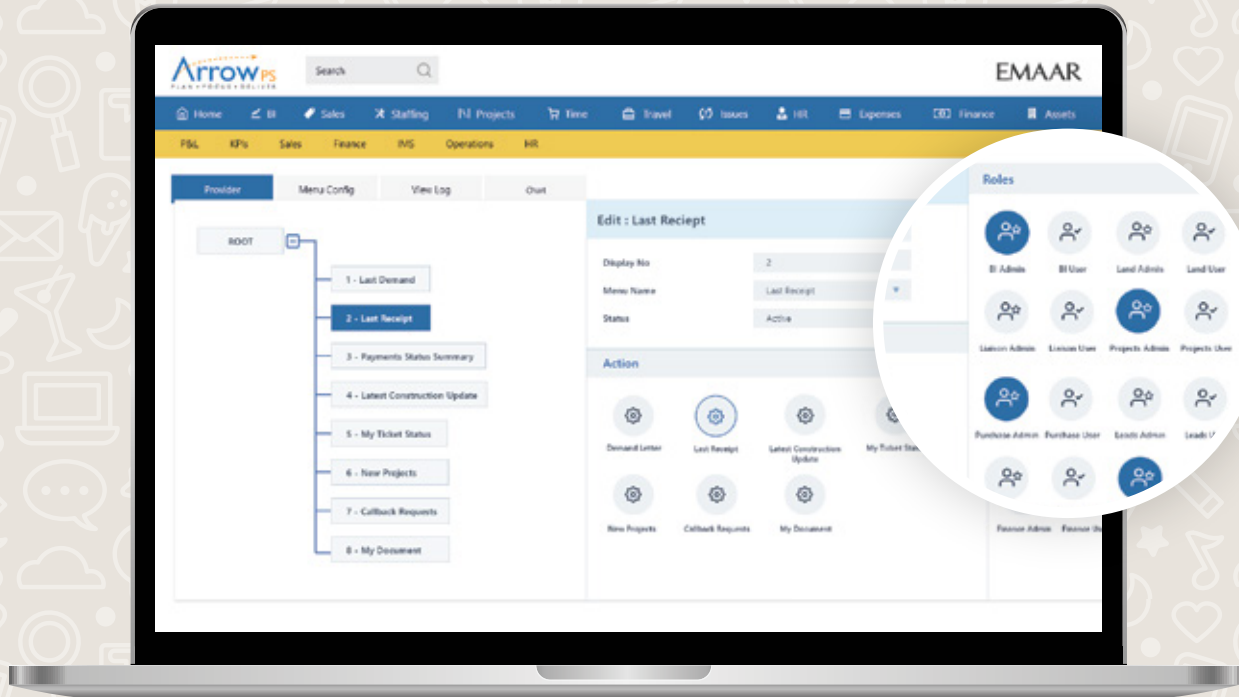 Arrow PS
PLAN • FOCUS • DELIVER
Search
EMAAR
Home BI Sales Staffing Projects Time Travel Issues HR Expenses Finance Assets
P&L KPIs Sales Finance IMS Operations HR
Provider Menu Config View Log Chart
ROOT
1 - Last Demand
2 - Last Receipt
3 - Payments Status Summary
4 - Latest Construction Update
5 - My Ticket Status
6 - New Projects
7 - Callback Requests
8 - My Document
Edit : Last Reciept
Display No 2
Menu Name Last Receipt
Status Active
Action
Demand Letter Last Receipt Latest Construction Update My Ticket
New Projects Callback Requests My Document
Roles
BI Admin BI User Land Admin Land User
Liaison Admin Liaison User Projects Admin Projects User
Purchase Admin Purchase User Leads Admin Leads
Finance Admin Finance